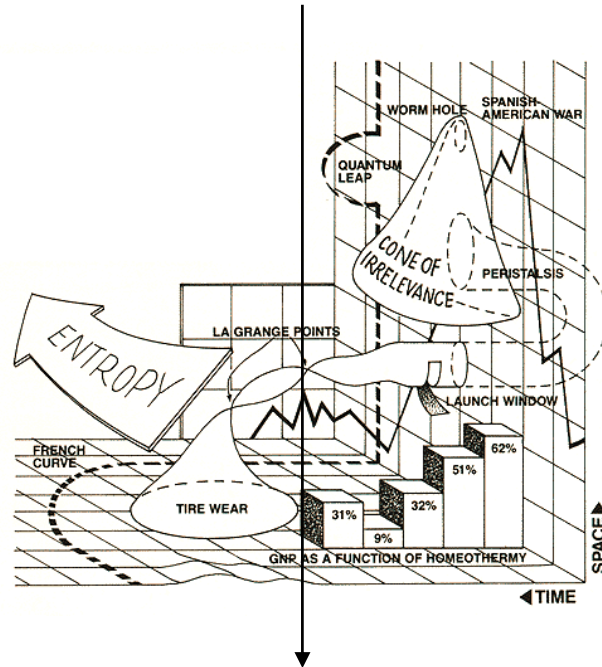 WORM HOLE
SPANISH-
AMERICAN WAR
QUANTUM
LEAP
CONE OF
IRRELEVANCE
PERISTALSIS
ENTROPY
LA GRANGE POINTS
LAUNCH WINDOW
FRENCH
CURVE
TIRE WEAR
31%
9%
32%
51%
62%
GNP AS A FUNCTION OF HOMEOTHERMY
SPACE
TIME